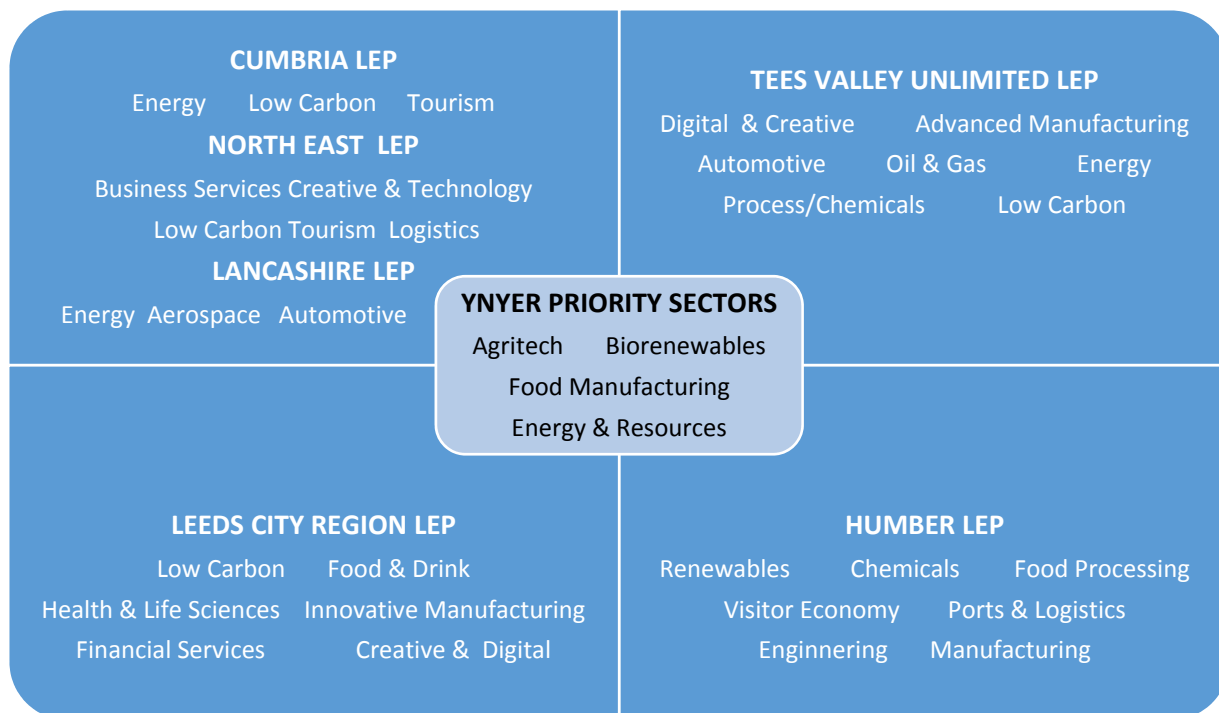 CUMBRIA LEP
Energy Low Carbon Tourism
NORTH EAST LEP
Business Services Creative & Technology
Low Carbon Tourism Logistics
LANCASHIRE LEP
Energy Aerospace Automotive
TEES VALLEY UNLIMITED LEP
Digital & Creative Advanced Manufacturing
Automotive Oil & Gas Energy
Process/Chemicals Low Carbon
YNYER PRIORITY SECTORS
Agritech Biorenewables
Food Manufacturing
Energy & Resources
LEEDS CITY REGION LEP
Low Carbon Food & Drink
Health & Life Sciences Innovative Manufacturing
Financial Services Creative & Digital
HUMBER LEP
Renewables Chemicals Food Processing
Visitor Economy Ports & Logistics
Enginnering Manufacturing